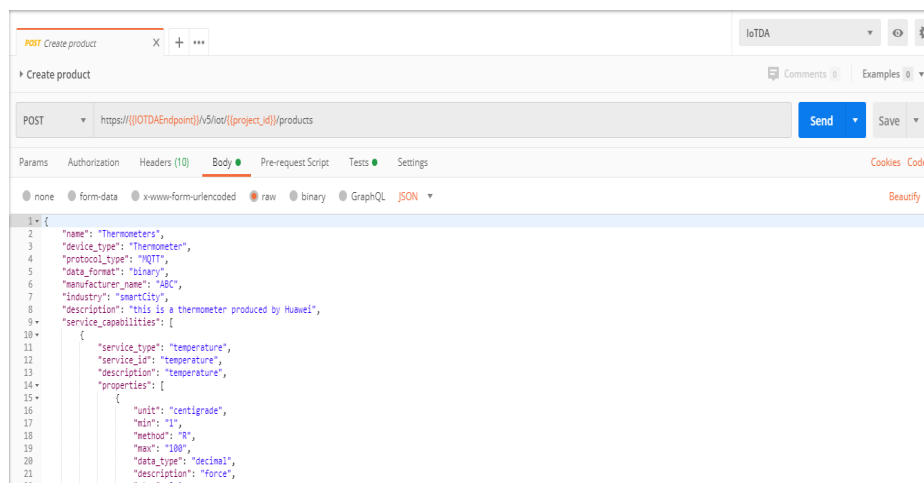 POST Create product X + •••
IoTDA
Create product
Comments 0 Examples 0
POST https://{{IOTDAEndpoint}}/v5/iot/{{project_id}}/products Send Save
Params Authorization Headers (10) Body Pre-request Script Tests Settings Cookies Code
none form-data x-www-form-urlencoded raw binary GraphQL JSON Beautify
1 {
2 "name": "Thermometers",
3 "device_type": "Thermometer",
4 "protocol_type": "MQTT",
5 "data_format": "binary",
6 "manufacturer_name": "ABC",
7 "industry": "smartCity",
8 "description": "this is a thermometer produced by Huawei",
9 "service_capabilities": [
10 {
11 "service_type": "temperature",
12 "service_id": "temperature",
13 "description": "temperature",
14 "properties": [
15 {
16 "unit": "centigrade",
17 "min": "1",
18 "method": "R",
19 "max": "100",
20 "data_type": "decimal",
21 "description": "force",